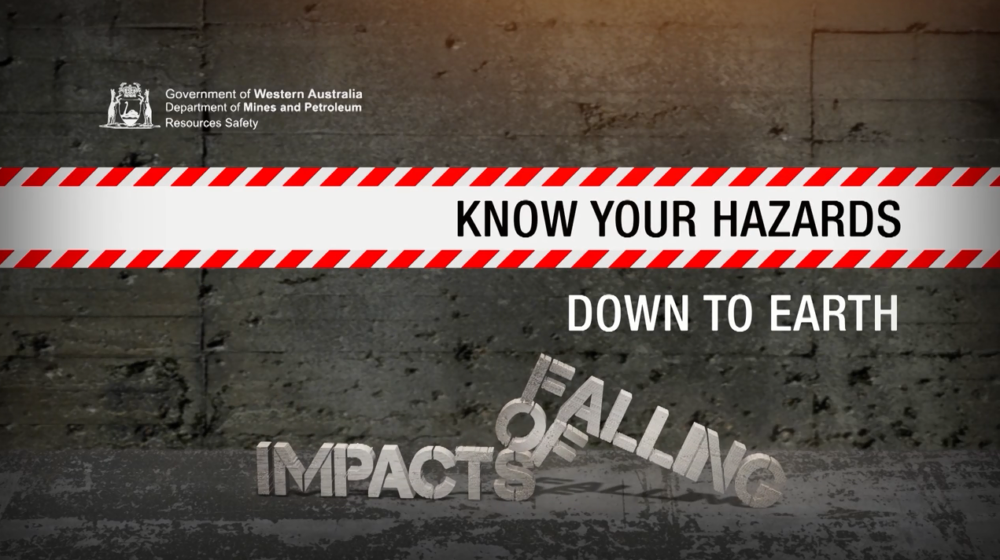 Government of Western Australia
Department of Mines and Petroleum
Resources Safety
KNOW YOUR HAZARDS
DOWN TO EARTH
IMPACTS
OF
FALLING